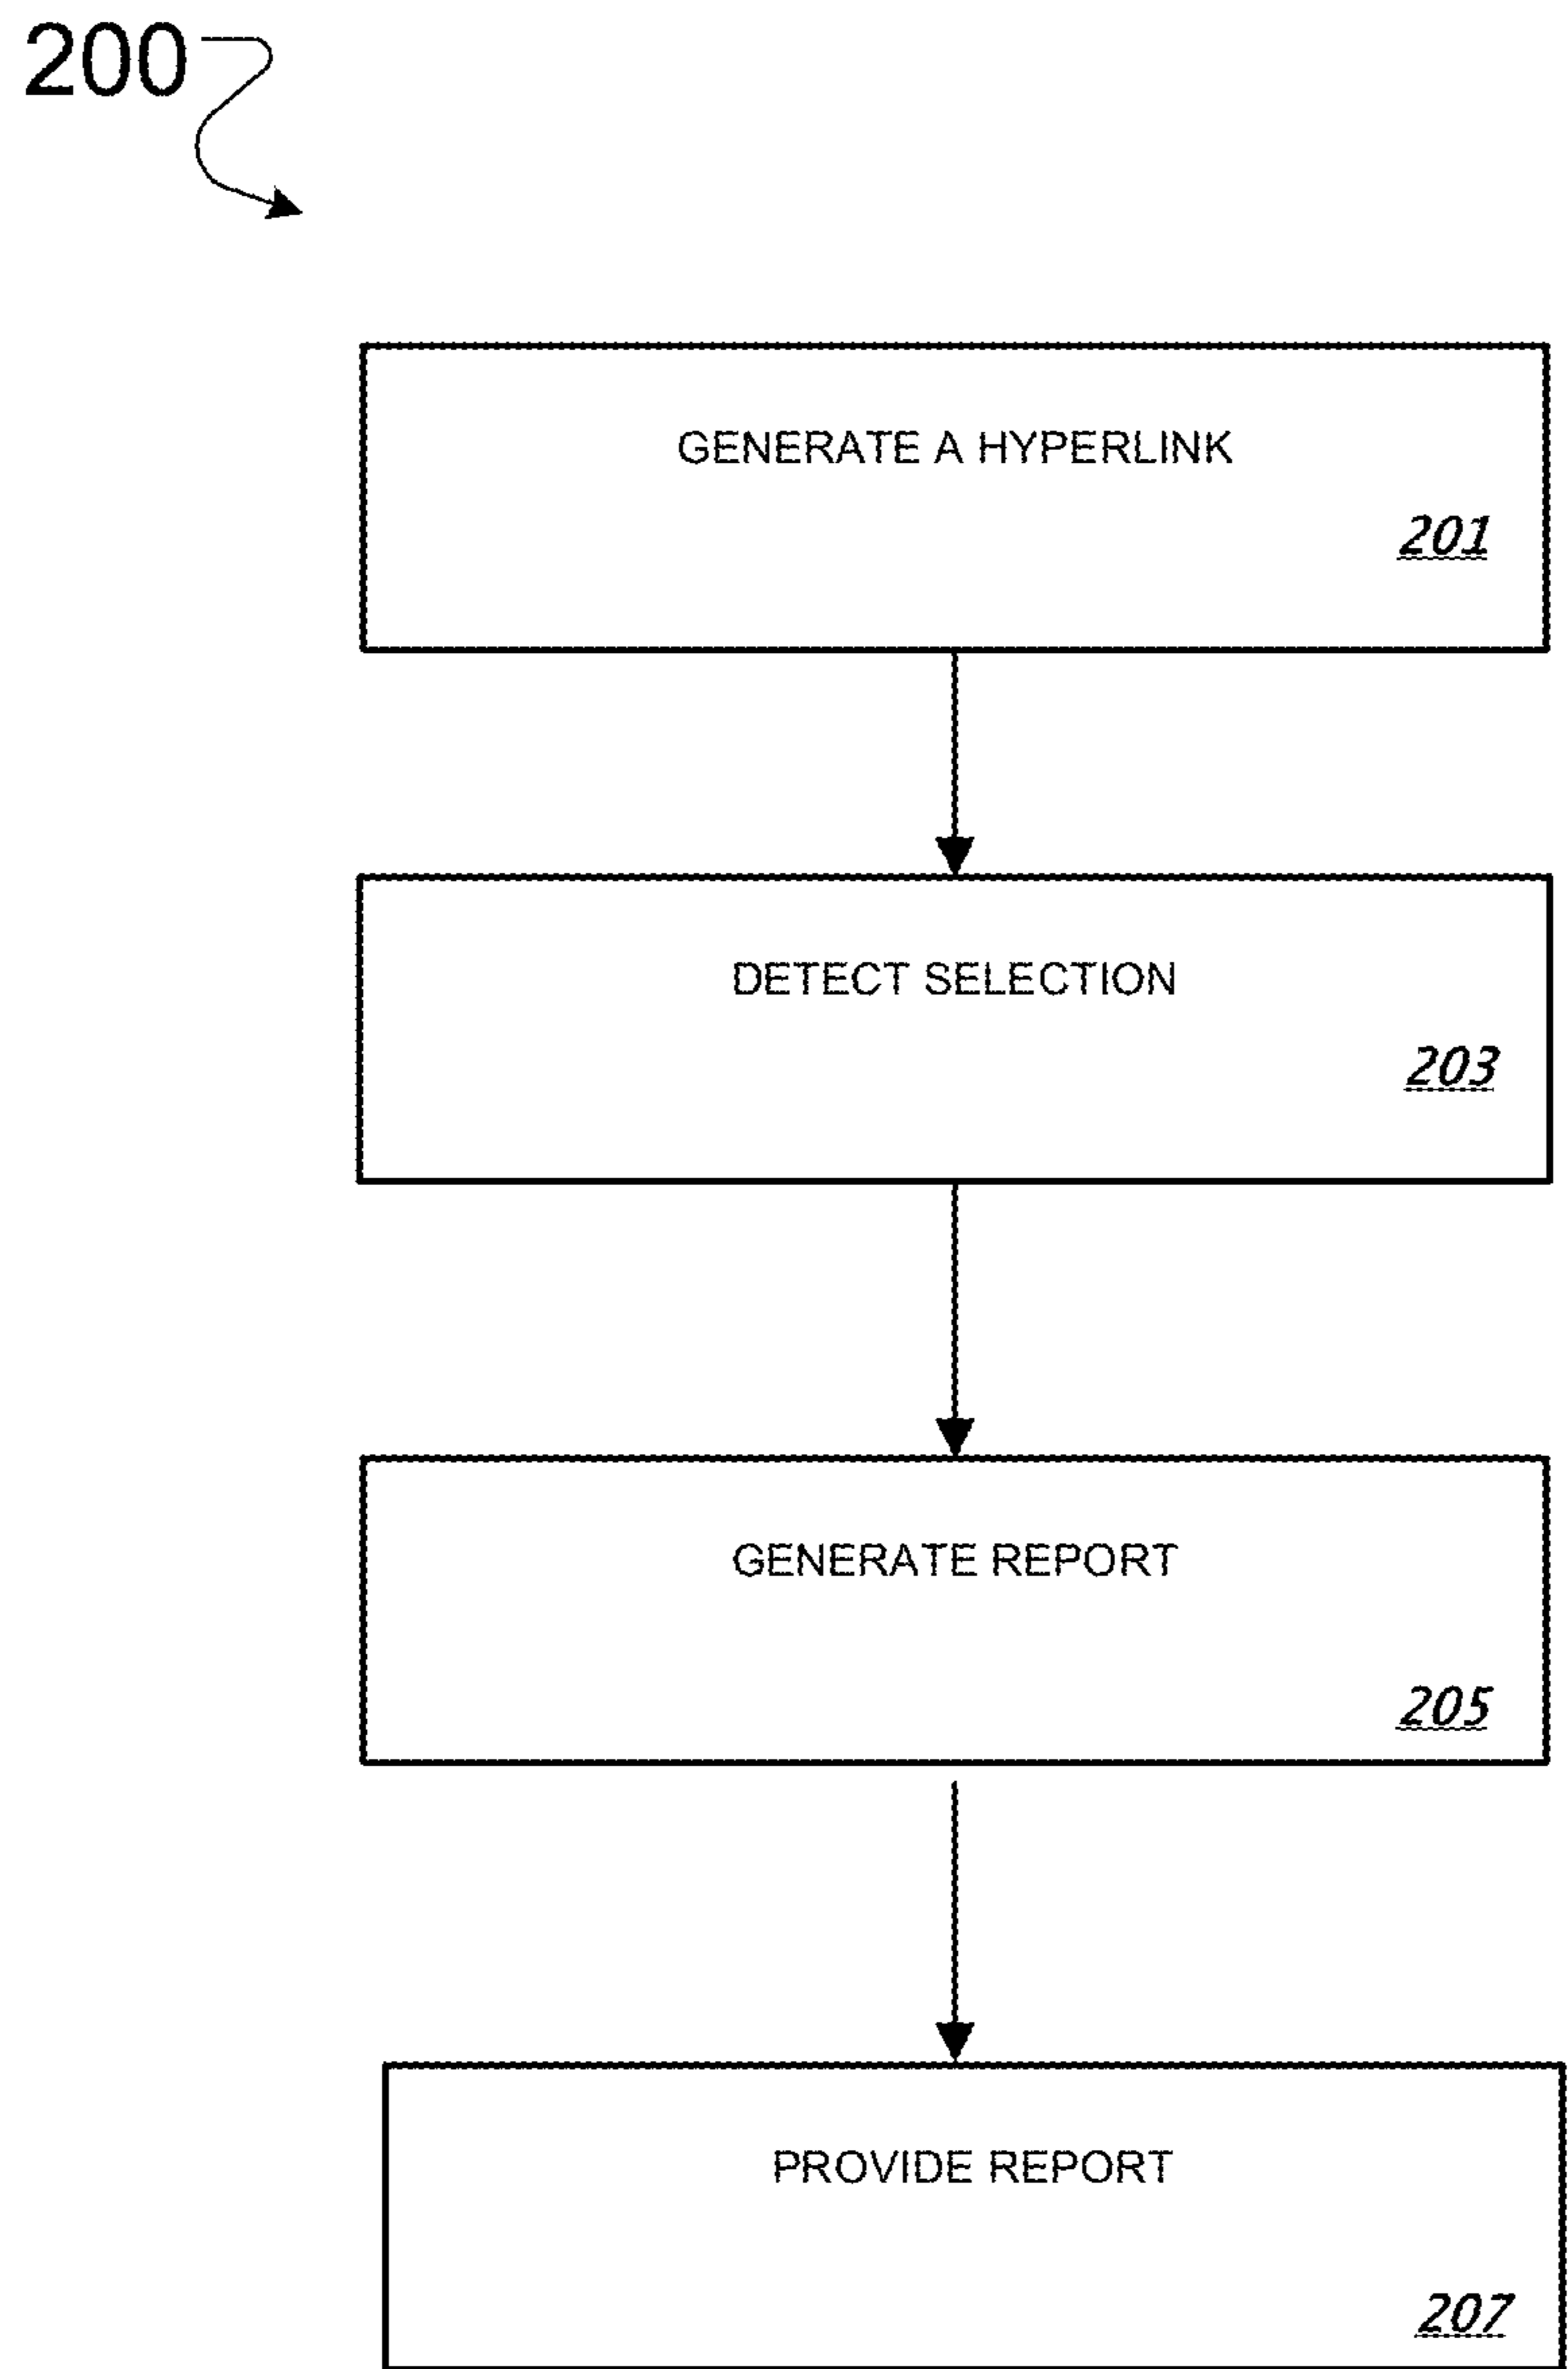 200
GENERATE A HYPERLINK
201
DETECT SELECTION
203
GENERATE REPORT
205
PROVIDE REPORT
207